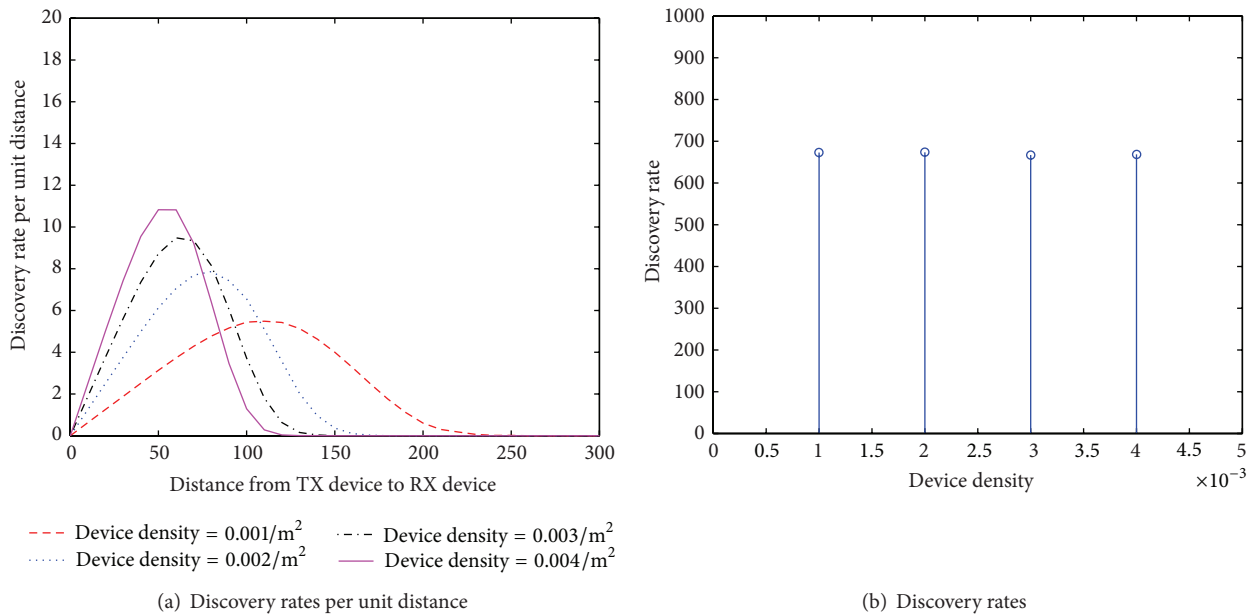 20
18
16
14
12
10
8
6
4
2
0
Discovery rate per unit distance
0 50 100 150 200 250 300
Distance from TX device to RX device
Device density = 0.001/m²
Device density = 0.002/m²
Device density = 0.003/m²
Device density = 0.004/m²
(a) Discovery rates per unit distance
1000
900
800
700
600
500
400
300
200
100
0
Discovery rate
0 0.5 1 1.5 2 2.5 3 3.5 4 4.5 5
Device density
×10⁻³
(b) Discovery rates